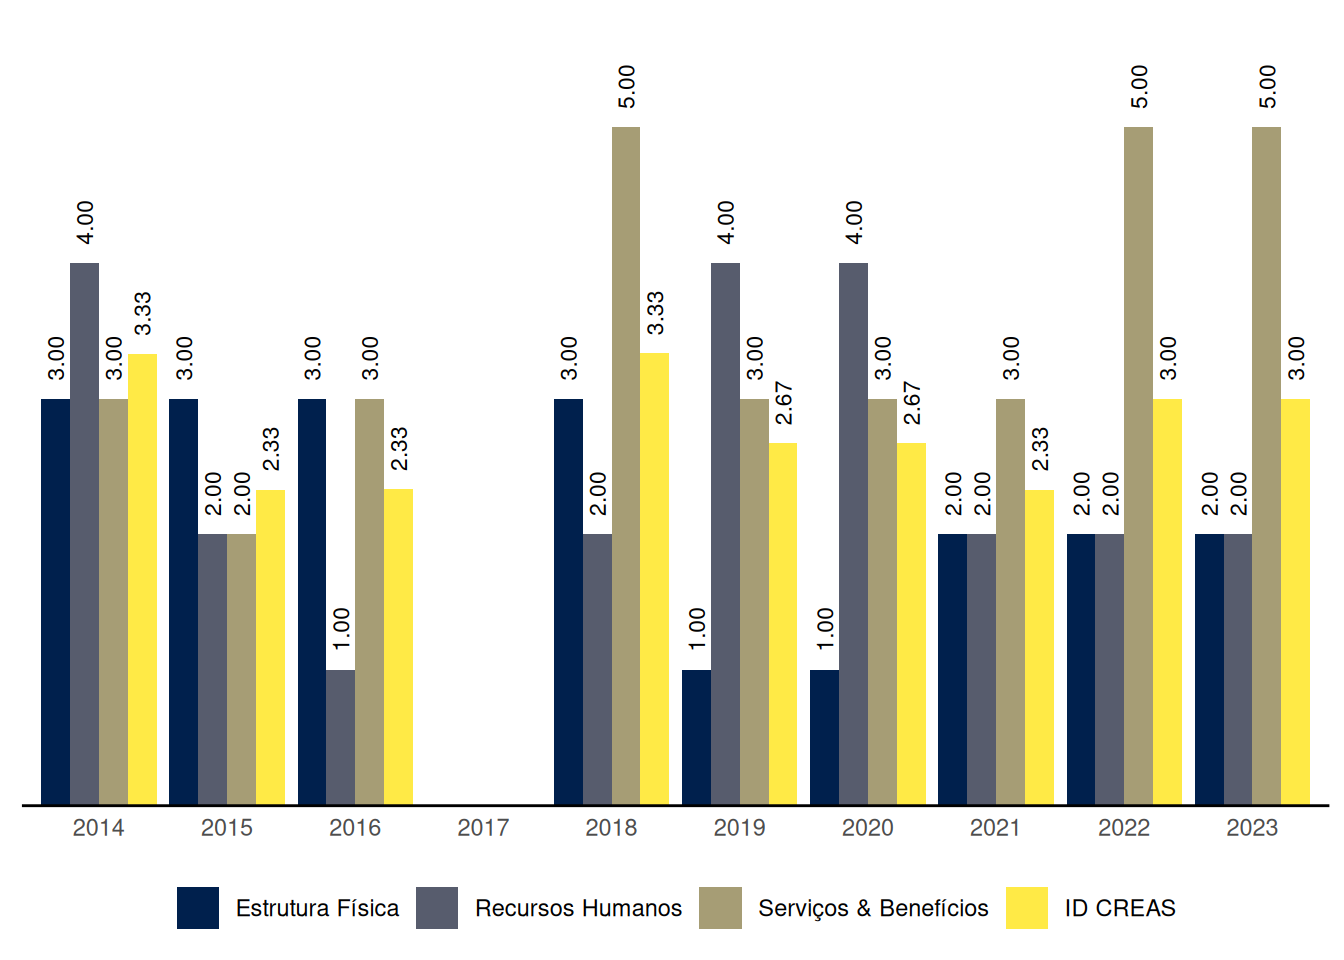 3.00 4.00 3.00 3.33 3.00 2.00 2.00 2.33 3.00 1.00 3.00 2.33 3.00 2.00 5.00 3.33 1.00 4.00 3.00 2.67 1.00 4.00 3.00 2.67 2.00 2.00 3.00 2.33 2.00 2.00 5.00 3.00 2.00 2.00 5.00 3.00
2014 2015 2016 2017 2018 2019 2020 2021 2022 2023
Estrutura Física Recursos Humanos Serviços & Benefícios ID CREAS